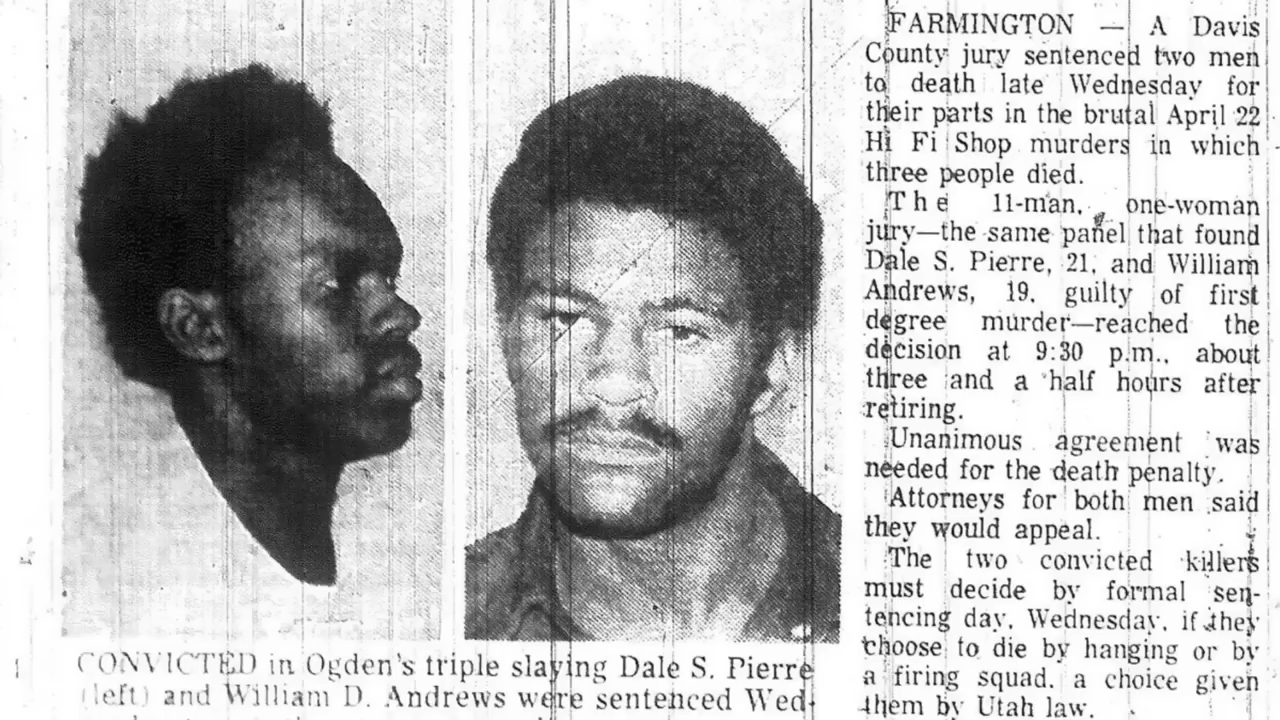 FARMINGTON — A Davis
County jury sentenced two men
to death late Wednesday for
their parts in the brutal April 22
Hi Fi Shop murders in which
three people died.
The 11-man, one-woman
jury—the same panel that found
Dale S. Pierre, 21, and William
Andrews, 19, guilty of first
degree murder—reached the
decision at 9:30 p.m., about
three and a half hours after
retiring.
Unanimous agreement was
needed for the death penalty.
Attorneys for both men said
they would appeal.
The two convicted killers
must decide by formal sen-
tencing day, Wednesday, if they
choose to die by hanging or by
a firing squad, a choice given
them by Utah law.
CONVICTED in Ogden's triple slaying Dale S. Pierre
(left) and William D. Andrews were sentenced Wed-